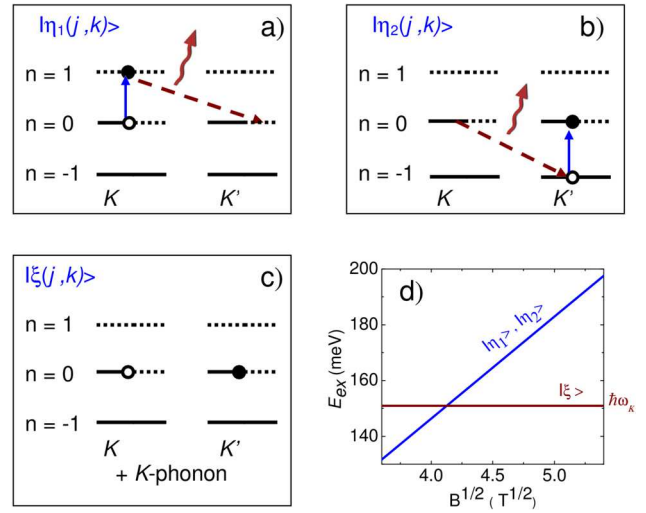 |η₁(j ,k)> a)
n = 1
n = 0
n = -1
K K'
|η₂(j,k)> b)
n = 1
n = 0
n = -1
K K'
|ξ(j ,k)> c)
n = 1
n = 0
n = -1
K K'
+ K-phonon
d)
200
180
160
140
E_ex (meV)
|η₁>, |η₂>
|ξ >
ħω_K
4.0 4.5 5.0
B^1/2 ( T^1/2)